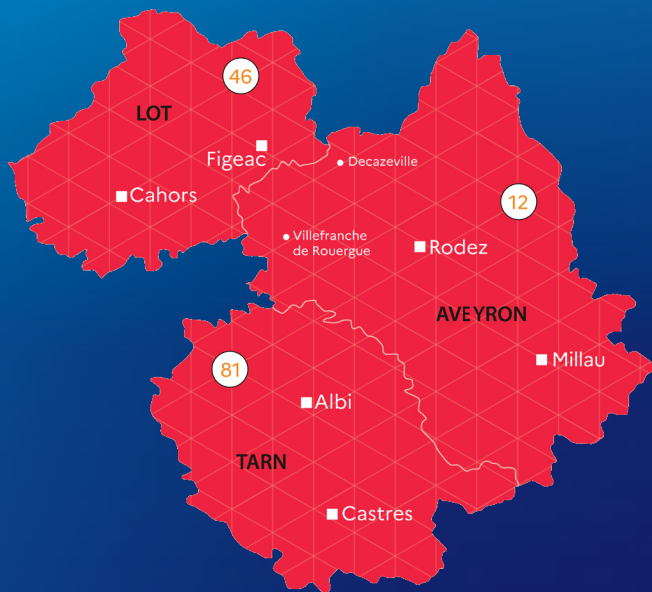 46
LOT
Figeac
Decazeville
Cahors
12
Villefranche
de Rouergue
Rodez
AVEYRON
81
Millau
Albi
TARN
Castres